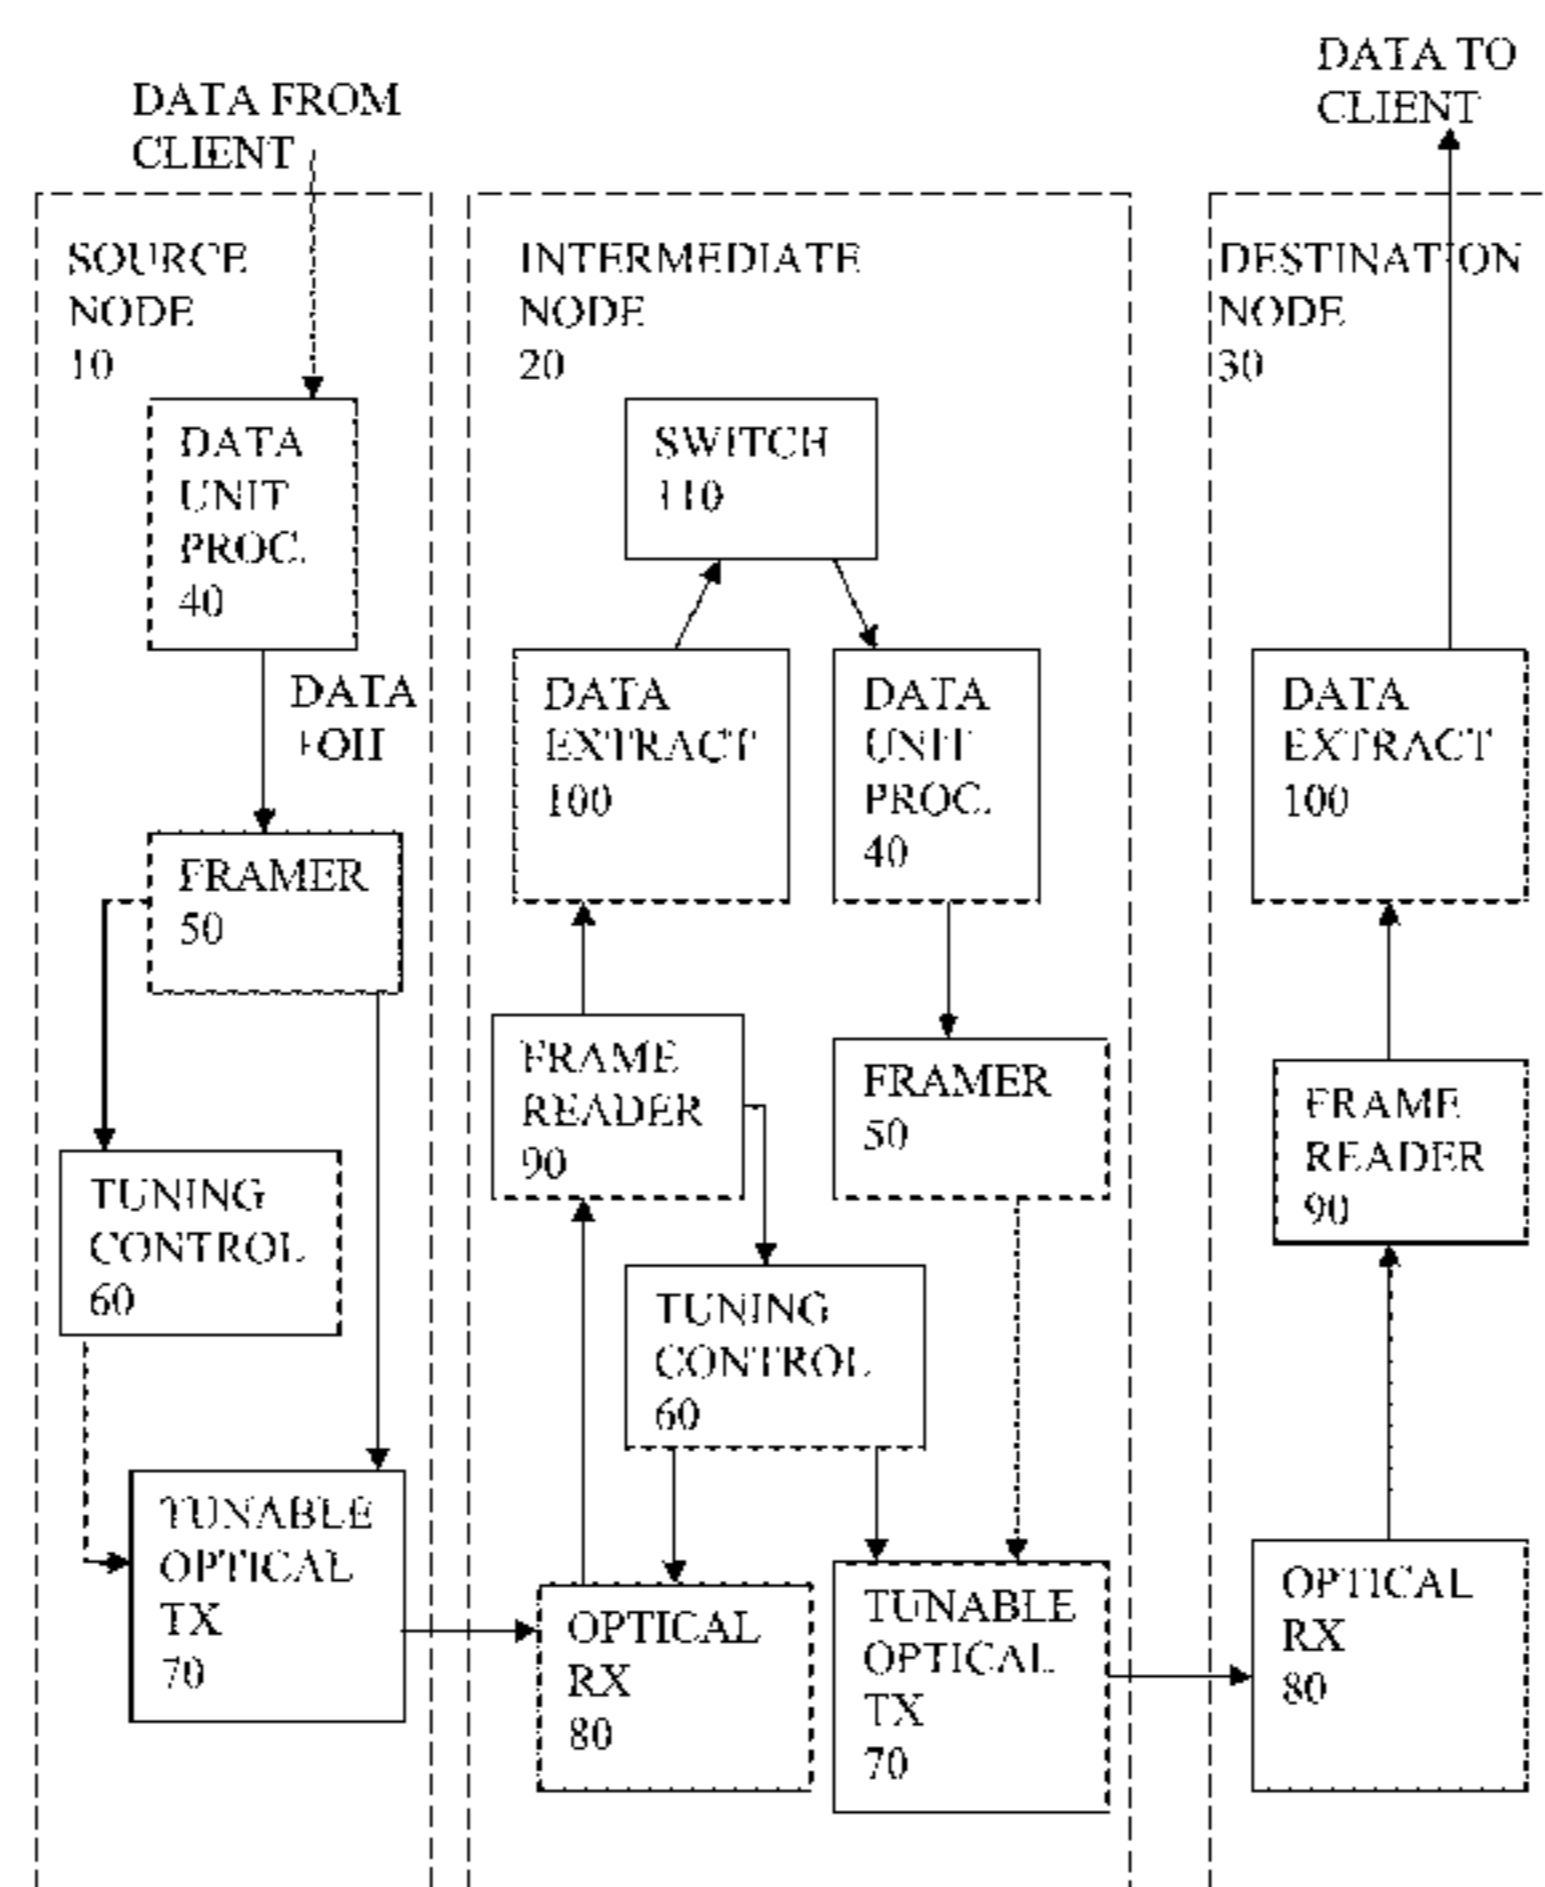 DATA FROM
CLIENT
DATA TO
CLIENT
SOURCE
NODE
10
DATA
UNIT
PROC.
40
DATA
+OH
FRAMER
50
TUNING
CONTROL
60
TUNABLE
OPTICAL
TX
70
INTERMEDIATE
NODE
20
SWITCH
110
DATA
EXTRACT
100
DATA
UNIT
PROC.
40
FRAME
READER
90
FRAMER
50
TUNING
CONTROL
60
OPTICAL
RX
80
TUNABLE
OPTICAL
TX
70
DESTINATION
NODE
30
DATA
EXTRACT
100
FRAME
READER
90
OPTICAL
RX
80